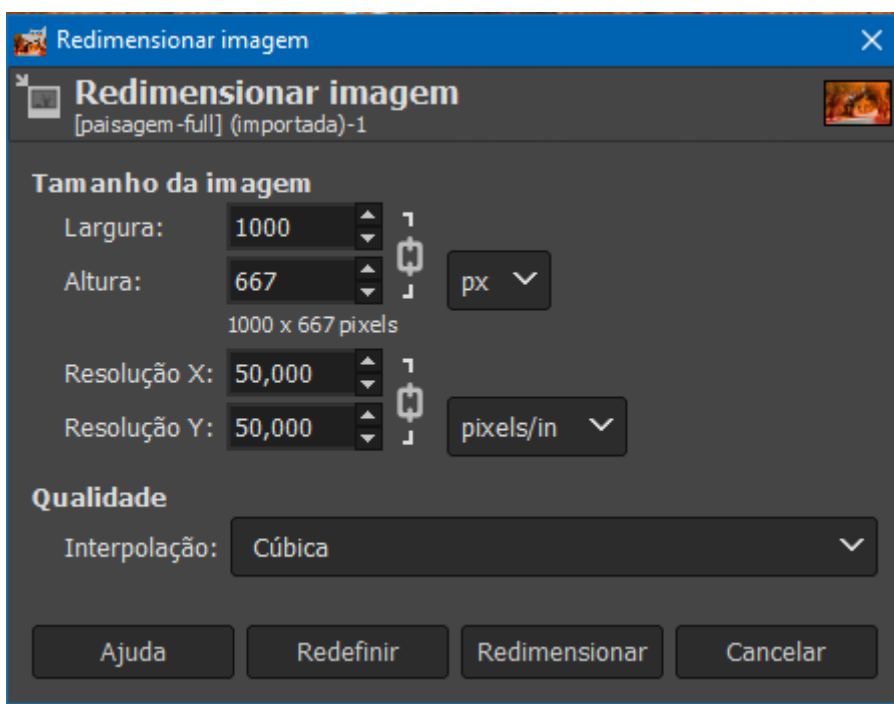 Redimensionar imagem
Redimensionar imagem
[paisagem-full] (importada)-1
Tamanho da imagem
Largura: 1000
Altura: 667 px
1000 x 667 pixels
Resolução X: 50,000
Resolução Y: 50,000 pixels/in
Qualidade
Interpolação: Cúbica
Ajuda Redefinir Redimensionar Cancelar